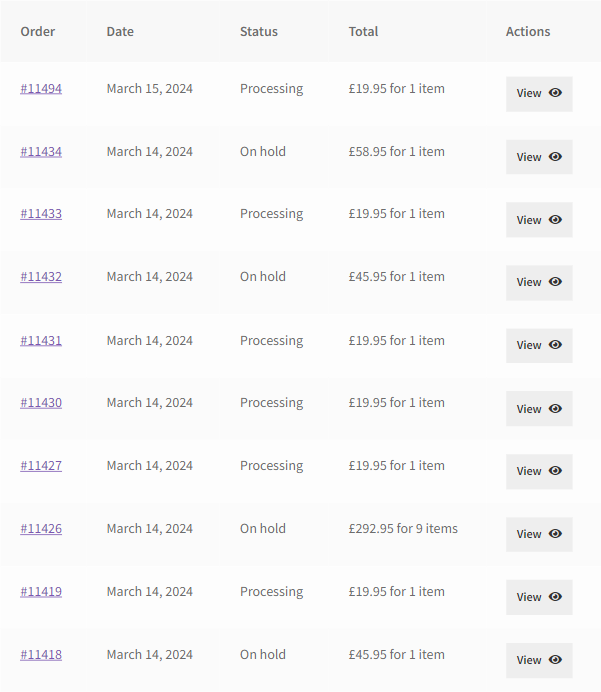 Order Date Status Total Actions
#11494 March 15, 2024 Processing £19.95 for 1 item View
#11434 March 14, 2024 On hold £58.95 for 1 item View
#11433 March 14, 2024 Processing £19.95 for 1 item View
#11432 March 14, 2024 On hold £45.95 for 1 item View
#11431 March 14, 2024 Processing £19.95 for 1 item View
#11430 March 14, 2024 Processing £19.95 for 1 item View
#11427 March 14, 2024 Processing £19.95 for 1 item View
#11426 March 14, 2024 On hold £292.95 for 9 items View
#11419 March 14, 2024 Processing £19.95 for 1 item View
#11418 March 14, 2024 On hold £45.95 for 1 item View